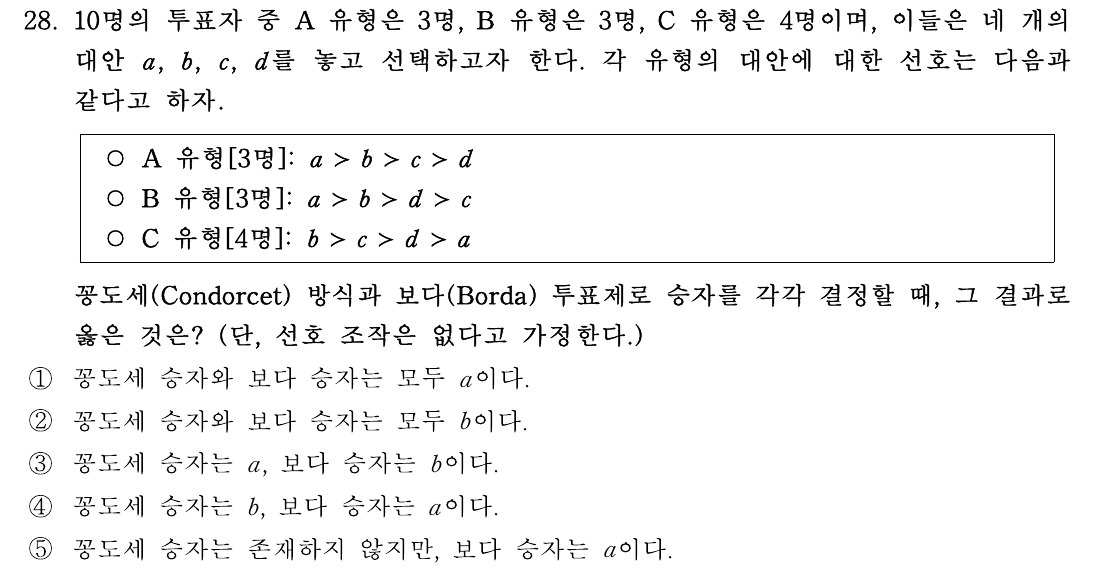 28. 10명의 투표자 중 A 유형은 3명, B 유형은 3명, C 유형은 4명이며, 이들은 네 개의
대안 a, b, c, d를 놓고 선택하고자 한다. 각 유형의 대안에 대한 선호는 다음과
같다고 하자.
○ A 유형[3명]: a > b > c > d
○ B 유형[3명]: a > b > d > c
○ C 유형[4명]: b > c > d > a
꽁도세(Condorcet) 방식과 보다(Borda) 투표제로 승자를 각각 결정할 때, 그 결과로
옳은 것은? (단, 선호 조작은 없다고 가정한다.)
① 꽁도세 승자와 보다 승자는 모두 a이다.
② 꽁도세 승자와 보다 승자는 모두 b이다.
③ 꽁도세 승자는 a, 보다 승자는 b이다.
④ 꽁도세 승자는 b, 보다 승자는 a이다.
⑤ 꽁도세 승자는 존재하지 않지만, 보다 승자는 a이다.